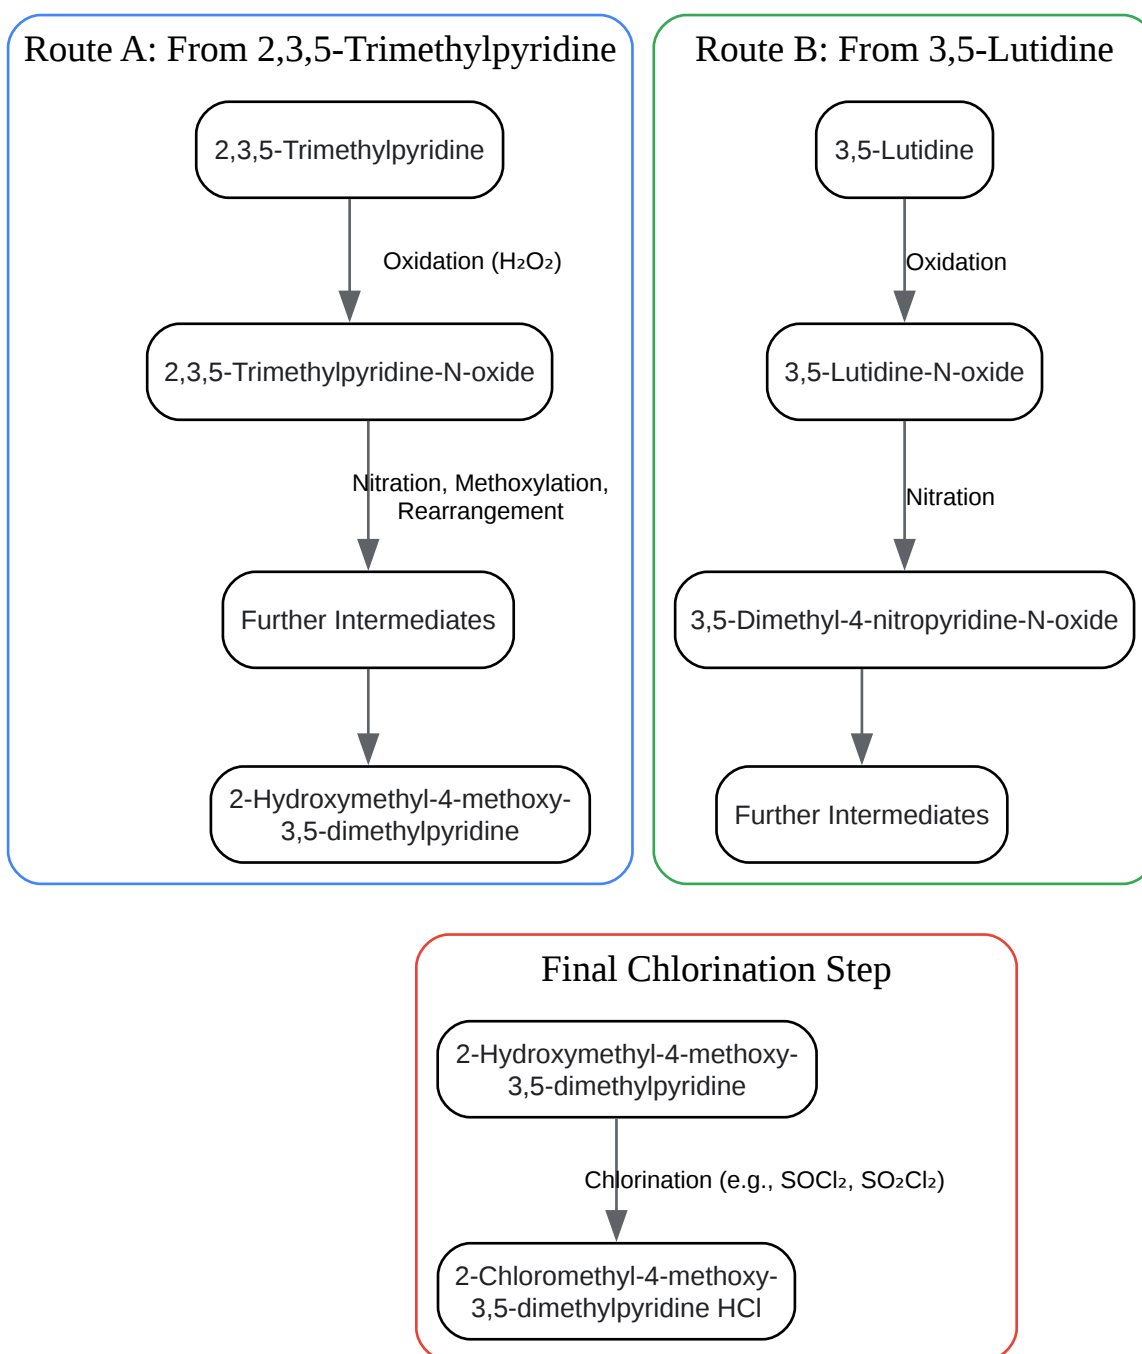 Route A: From 2,3,5-Trimethylpyridine
2,3,5-Trimethylpyridine
Oxidation (H₂O₂)
2,3,5-Trimethylpyridine-N-oxide
Nitration, Methoxylation,
Rearrangement
Further Intermediates
2-Hydroxymethyl-4-methoxy-
3,5-dimethylpyridine
Route B: From 3,5-Lutidine
3,5-Lutidine
Oxidation
3,5-Lutidine-N-oxide
Nitration
3,5-Dimethyl-4-nitropyridine-N-oxide
Further Intermediates
Final Chlorination Step
2-Hydroxymethyl-4-methoxy-
3,5-dimethylpyridine
Chlorination (e.g., SOCl₂, SO₂Cl₂)
2-Chloromethyl-4-methoxy-
3,5-dimethylpyridine HCl